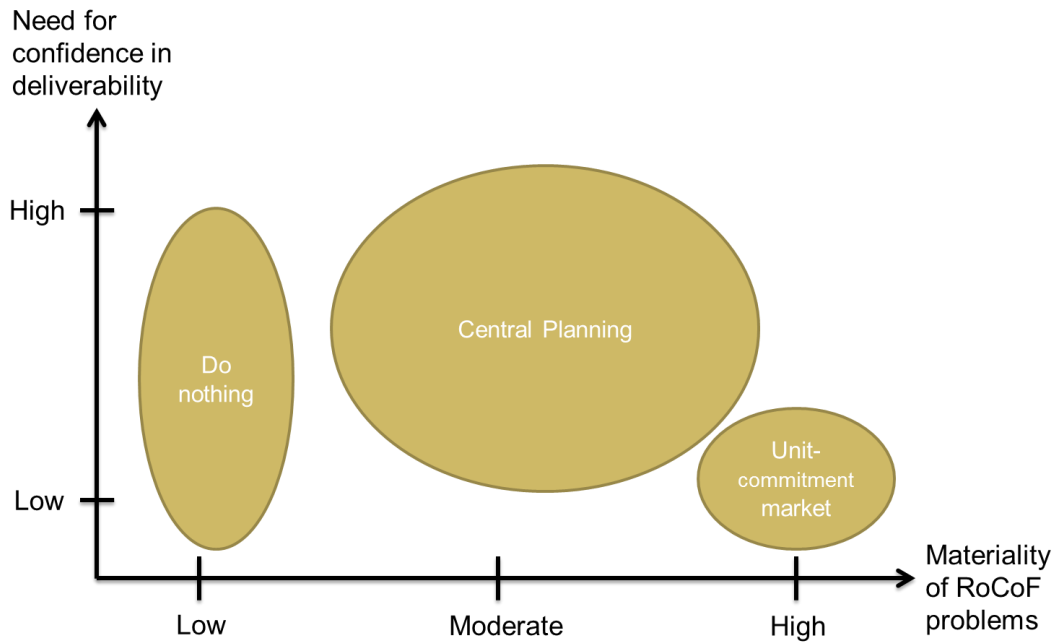 Need for
confidence in
deliverability
High
Low
Do
nothing
Central Planning
Unit-
commitment
market
Low
Moderate
High
Materiality
of RoCoF
problems